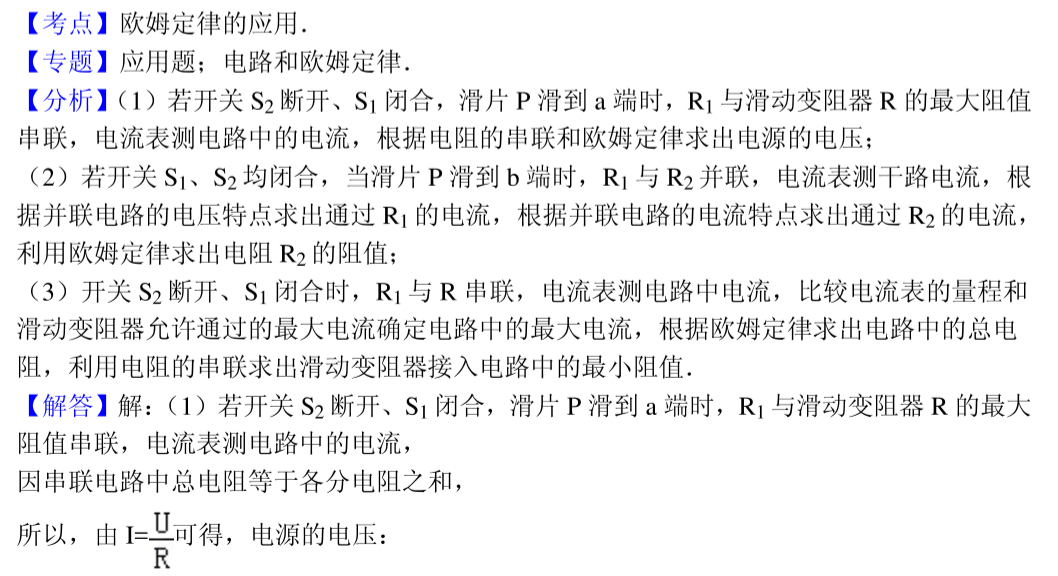 【考点】欧姆定律的应用．
【专题】应用题；电路和欧姆定律．
【分析】（1）若开关 S2 断开、S1 闭合，滑片 P 滑到 a 端时，R1 与滑动变阻器 R 的最大阻值
串联，电流表测电路中的电流，根据电阻的串联和欧姆定律求出电源的电压；
（2）若开关 S1、S2 均闭合，当滑片 P 滑到 b 端时，R1 与 R2 并联，电流表测干路电流，根
据并联电路的电压特点求出通过 R1 的电流，根据并联电路的电流特点求出通过 R2 的电流，
利用欧姆定律求出电阻 R2 的阻值；
（3）开关 S2 断开、S1 闭合时，R1 与 R 串联，电流表测电路中电流，比较电流表的量程和
滑动变阻器允许通过的最大电流确定电路中的最大电流，根据欧姆定律求出电路中的总电
阻，利用电阻的串联求出滑动变阻器接入电路中的最小阻值．
【解答】解：（1）若开关 S2 断开、S1 闭合，滑片 P 滑到 a 端时，R1 与滑动变阻器 R 的最大
阻值串联，电流表测电路中的电流，
因串联电路中总电阻等于各分电阻之和，
所以，由 I=U/R可得，电源的电压：